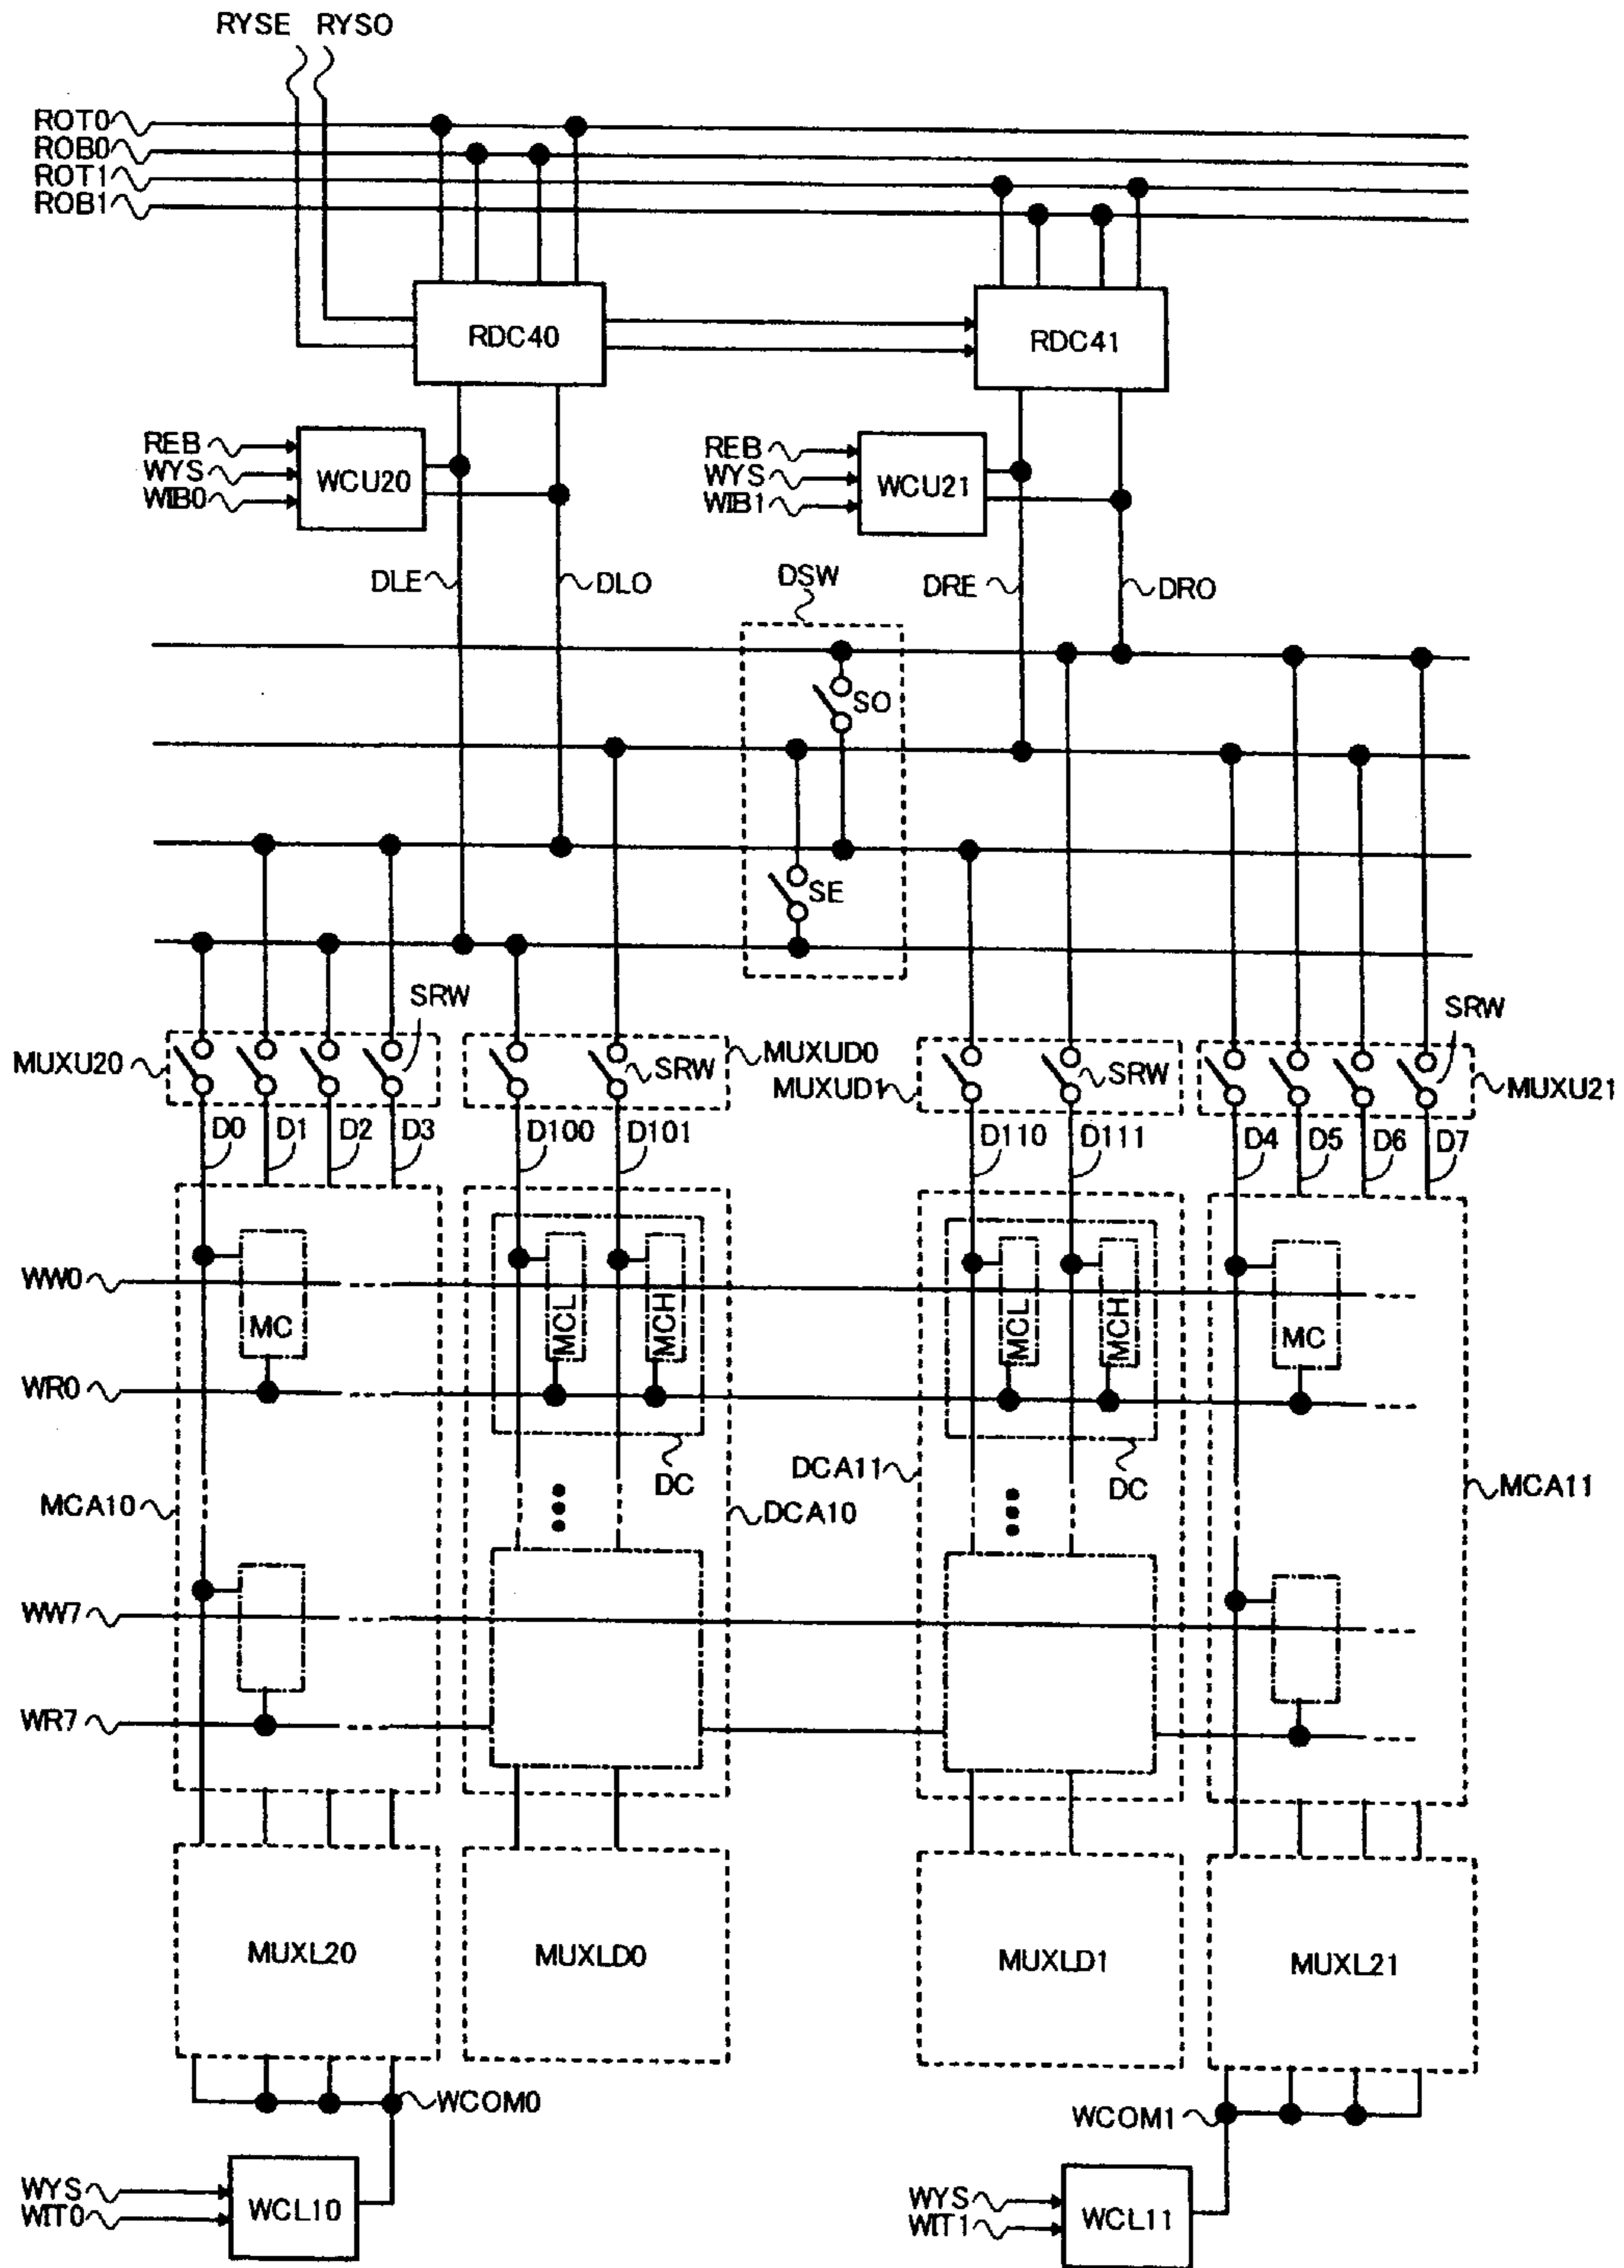 RYSE RYSO
ROT0
ROB0
ROT1
ROB1
RDC40 RDC41
REB REB
WYS WCU20 WYS WCU21
WIB0 WIB1
DLE DLO DSW DRE DRO
SO
SE
SRW SRW
MUXU20 SRW MUXUD0 SRW
MUXUD1 MUXU21
D0 D1 D2 D3 D100 D101 D110 D111 D4 D5 D6 D7
WW0
MC MCL MCH MCL MCH MC
WR0
DC DCA11 DC
MCA10 DCA10 MCA11
WW7
WR7
MUXL20 MUXLD0 MUXLD1 MUXL21
WCOM0 WCOM1
WYS WCL10 WYS WCL11
WIT0 WIT1